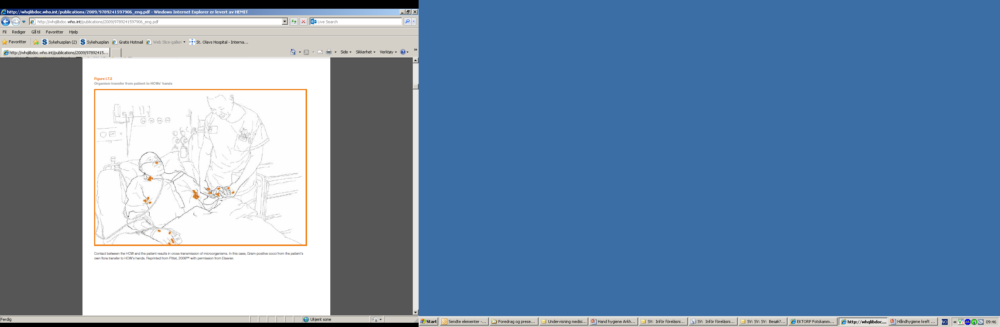 http://whqlibdoc.who.int/publications/2009/9789241597906_eng.pdf - Windows Internet Explorer er levert av HEMIT
http://whqlibdoc.who.int/publications/2009/9789241597906_eng.pdf
Live Search
Fil Rediger Gå til Favoritter Hjelp
Favoritter Sykehusplan (2) Sykehusplan Gratis Hotmail Web Slice-galleri St. Olavs Hospital - Interna...
http://whqlibdoc.who.int/publications/2009/97892415... Side Sikkerhet Verktøy »
Figure I.7.2
Organism transfer from patient to HCWs' hands
Contact between the HCW and the patient results in cross-transmission of microorganisms. In this case, Gram-positive cocci from the patient's
own flora transfer to HCW's hands. Reprinted from Pittet, 2006 with permission from Elsevier.
Ferdig Ukjent sone
Start Sendte elementer -... Foredrag og prese... Undervisning medisi... Hand hygiene Arkh... SV: Inför föreläsni... SV: Inför föreläsni... SV: SV: SV: Besøk?... EKTORP Fotskamm... http://whqlibdoc.... Håndhygiene kreft ... NO « 09:46